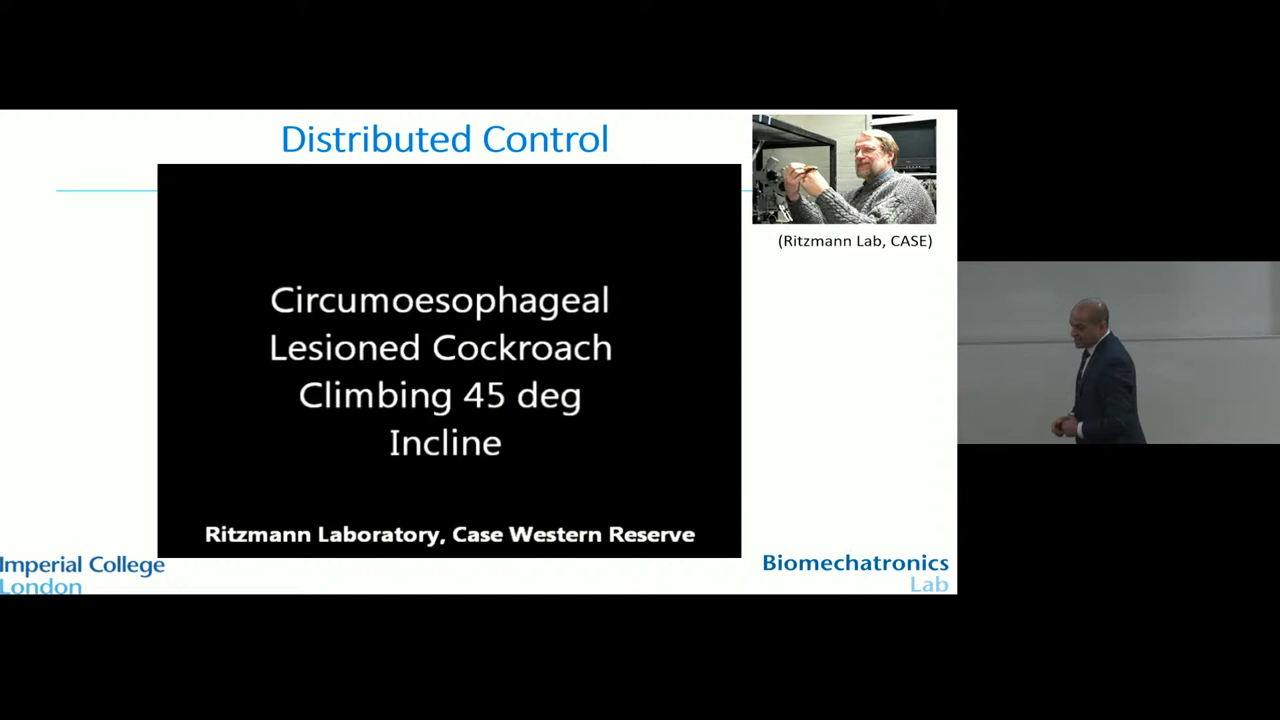 Distributed Control
(Ritzmann Lab, CASE)
Circumoesophageal
Lesioned Cockroach
Climbing 45 deg
Incline
Ritzmann Laboratory, Case Western Reserve
Imperial College
London
Biomechatronics
Lab